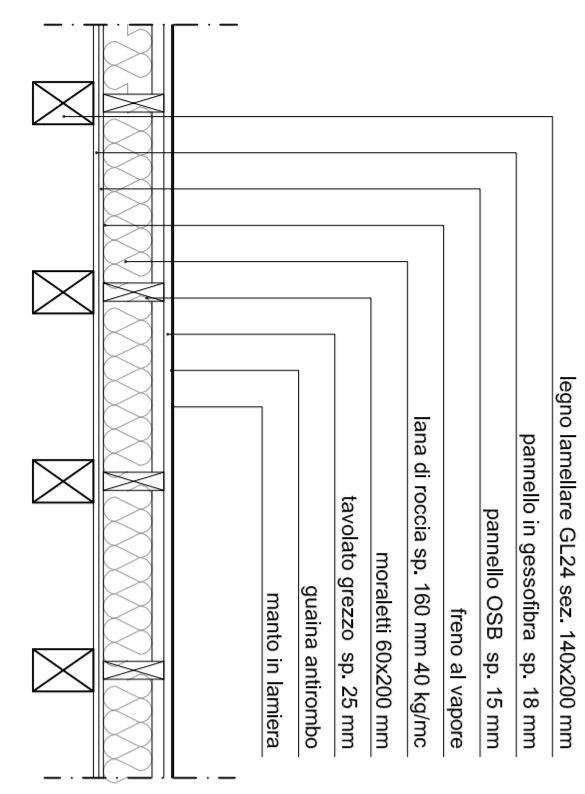 legno lamellare GL24 sez. 140x200 mm
pannello in gessofibra sp. 18 mm
pannello OSB sp. 15 mm
freno al vapore
lana di roccia sp. 160 mm 40 kg/mc
moraletti 60x200 mm
tavolato grezzo sp. 25 mm
guaina antirombo
manto in lamiera